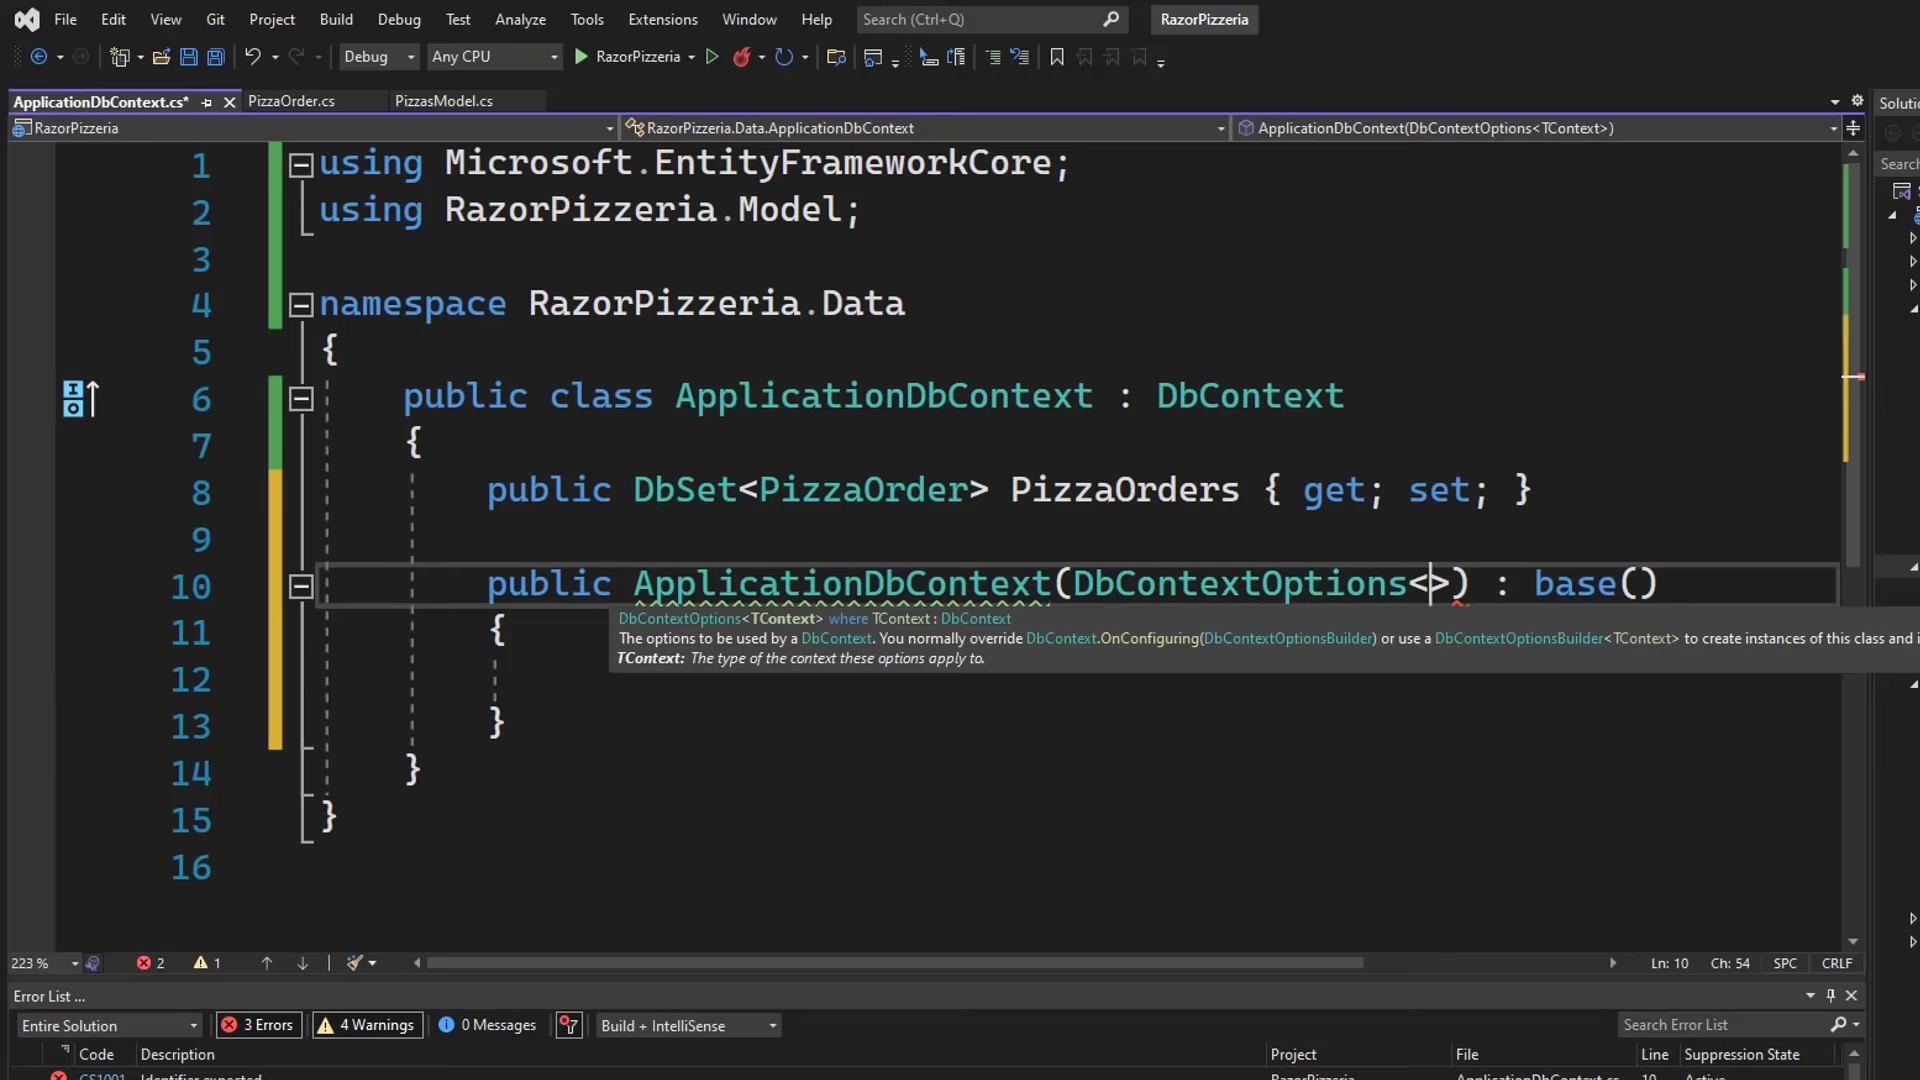 File Edit View Git Project Build Debug Test Analyze Tools Extensions Window Help Search (Ctrl+Q) RazorPizzeria
Debug Any CPU RazorPizzeria
ApplicationDbContext.cs* PizzaOrder.cs PizzasModel.cs
RazorPizzeria RazorPizzeria.Data.ApplicationDbContext ApplicationDbContext(DbContextOptions<TContext>)
Search
1 using Microsoft.EntityFrameworkCore;
2 using RazorPizzeria.Model;
3
4 namespace RazorPizzeria.Data
5 {
6 public class ApplicationDbContext : DbContext
7 {
8 public DbSet<PizzaOrder> PizzaOrders { get; set; }
9
10 public ApplicationDbContext(DbContextOptions<>) : base()
DbContextOptions<TContext> where TContext : DbContext
11 {
The options to be used by a DbContext. You normally override DbContext.OnConfiguring(DbContextOptionsBuilder) or use a DbContextOptionsBuilder<TContext> to create instances of this class and i
TContext: The type of the context these options apply to.
12
13 }
14 }
15 }
16
223 % 2 1 Ln: 10 Ch: 54 SPC CRLF
Error List ...
Entire Solution 3 Errors 4 Warnings 0 Messages Build + IntelliSense Search Error List
Code Description Project File Line Suppression State